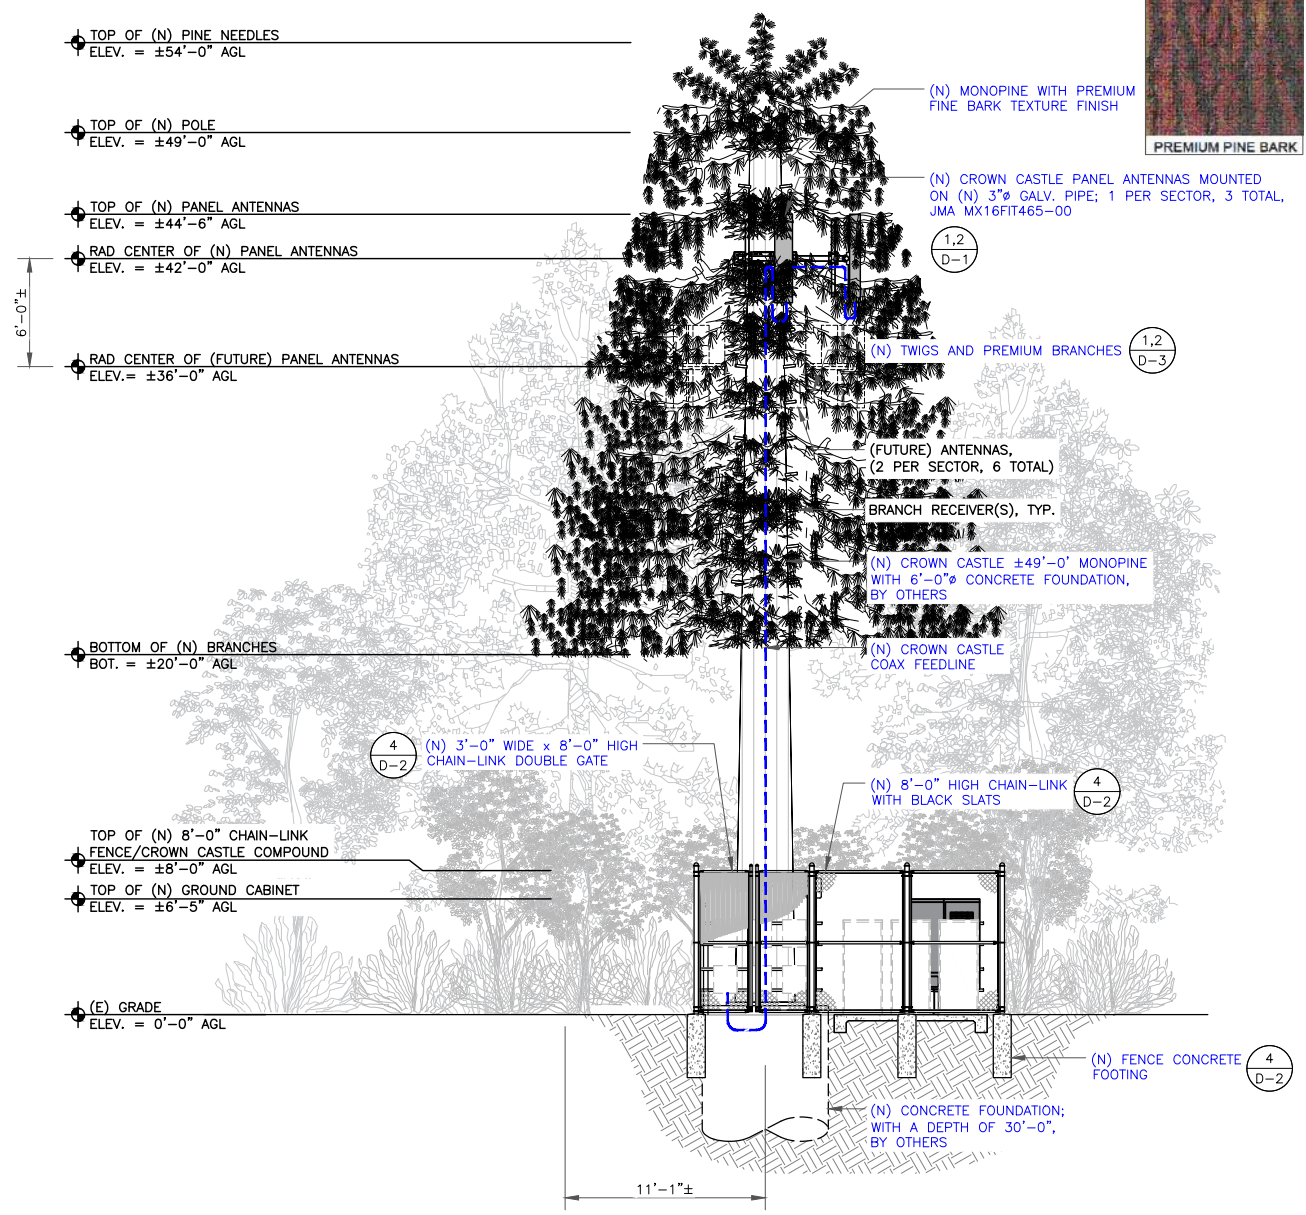 TOP OF (N) PINE NEEDLES
ELEV. = ±54'-0" AGL
TOP OF (N) POLE
ELEV. = ±49'-0" AGL
TOP OF (N) PANEL ANTENNAS
ELEV. = ±44'-6" AGL
RAD CENTER OF (N) PANEL ANTENNAS
ELEV. = ±42'-0" AGL
6'-0"±
RAD CENTER OF (FUTURE) PANEL ANTENNAS
ELEV.= ±36'-0" AGL
BOTTOM OF (N) BRANCHES
BOT. = ±20'-0" AGL
4
D-2
(N) 3'-0" WIDE x 8'-0" HIGH
CHAIN-LINK DOUBLE GATE
TOP OF (N) 8'-0" CHAIN-LINK
FENCE/CROWN CASTLE COMPOUND
ELEV. = ±8'-0" AGL
TOP OF (N) GROUND CABINET
ELEV. = ±6'-5" AGL
(E) GRADE
ELEV. = 0'-0" AGL
11'-1"±
PREMIUM PINE BARK
(N) MONOPINE WITH PREMIUM
FINE BARK TEXTURE FINISH
(N) CROWN CASTLE PANEL ANTENNAS MOUNTED
ON (N) 3"ø GALV. PIPE; 1 PER SECTOR, 3 TOTAL,
JMA MX16FIT465-00
1,2
D-1
(N) TWIGS AND PREMIUM BRANCHES
1,2
D-3
(FUTURE) ANTENNAS,
(2 PER SECTOR, 6 TOTAL)
BRANCH RECEIVER(S), TYP.
(N) CROWN CASTLE ±49'-0' MONOPINE
WITH 6'-0"ø CONCRETE FOUNDATION,
BY OTHERS
(N) CROWN CASTLE
COAX FEEDLINE
(N) 8'-0" HIGH CHAIN-LINK
WITH BLACK SLATS
4
D-2
(N) FENCE CONCRETE
FOOTING
4
D-2
(N) CONCRETE FOUNDATION;
WITH A DEPTH OF 30'-0",
BY OTHERS